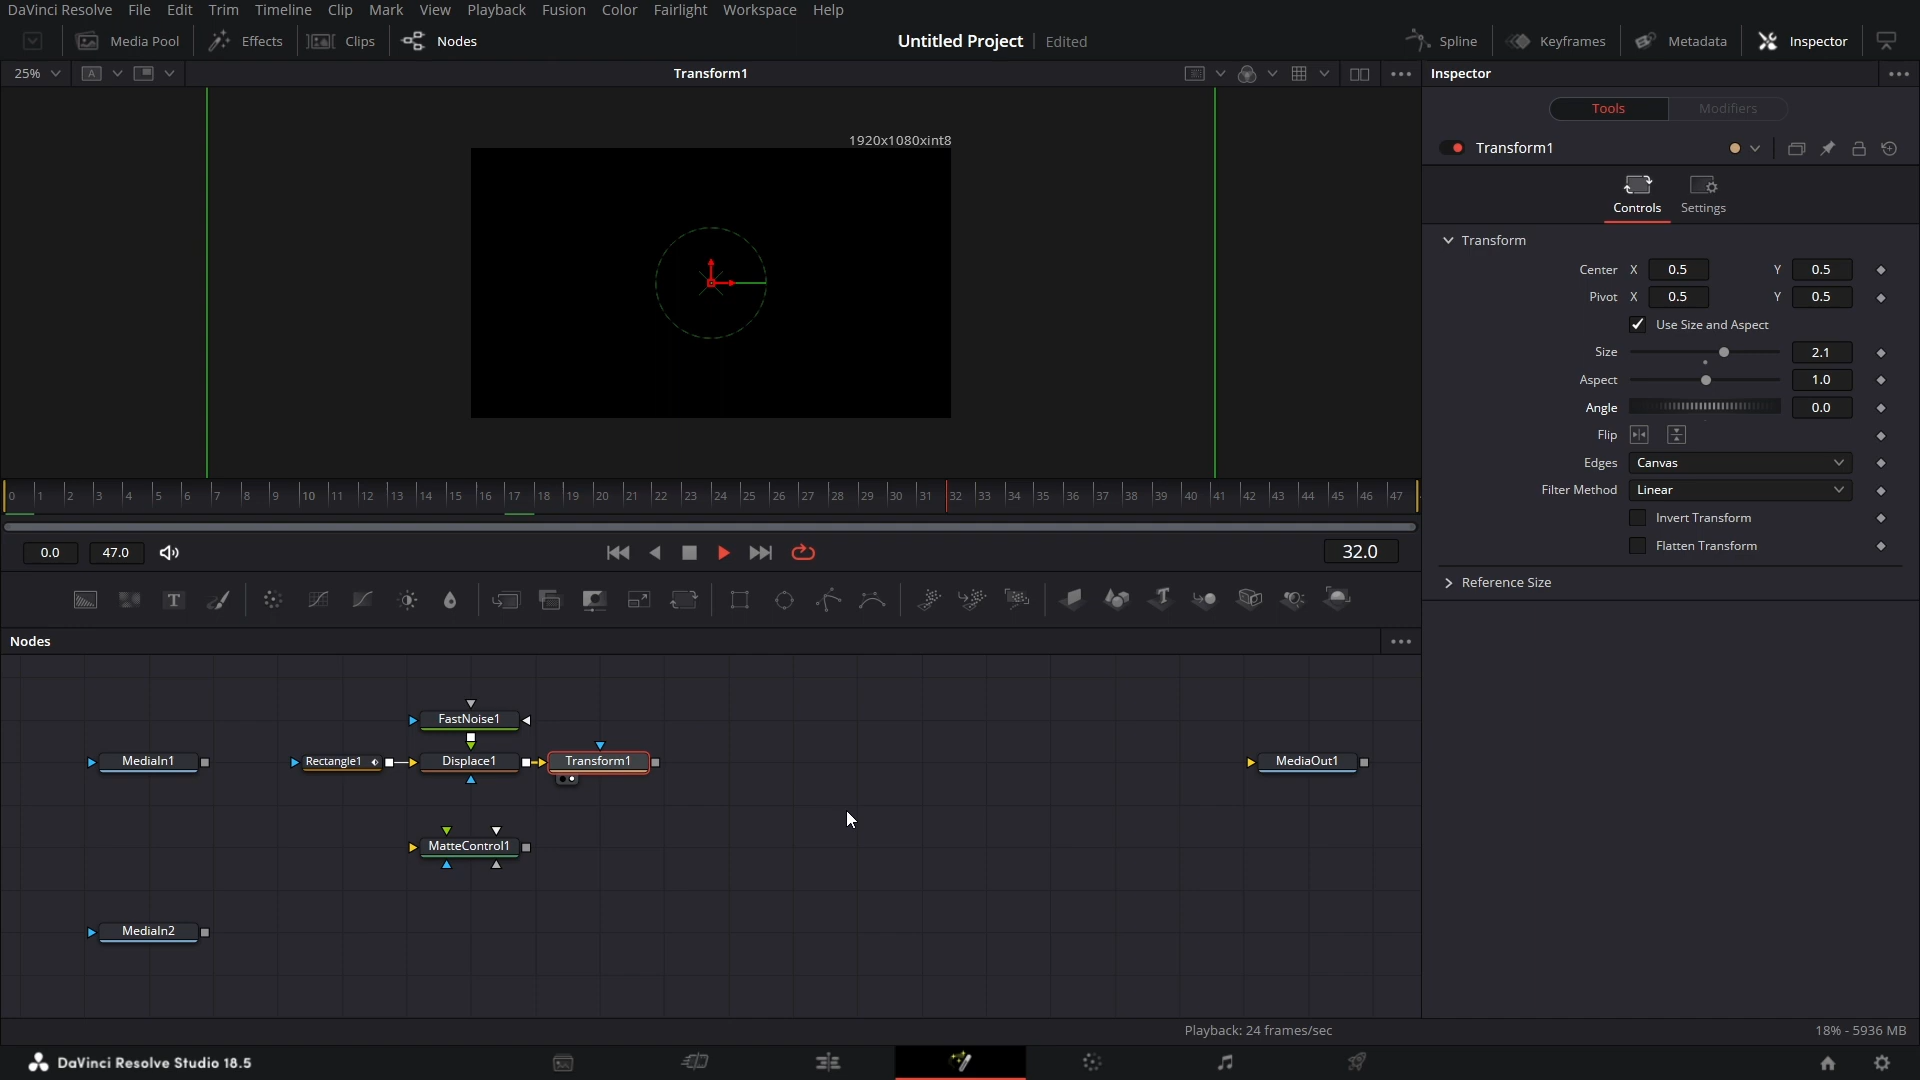 DaVinci Resolve File Edit Trim Timeline Clip Mark View Playback Fusion Color Fairlight Workspace Help
Media Pool Effects Clips Nodes Untitled Project Edited Spline Keyframes Metadata Inspector
25% A Transform1 Inspector
Tools Modifiers
1920x1080xint8
Transform1
Controls Settings
Transform
Center X 0.5 Y 0.5
Pivot X 0.5 Y 0.5
Use Size and Aspect
Size 2.1
Aspect 1.0
Angle 0.0
Flip
Edges Canvas
Filter Method Linear
Invert Transform
Flatten Transform
Reference Size
0 1 2 3 4 5 6 7 8 9 10 11 12 13 14 15 16 17 18 19 20 21 22 23 24 25 26 27 28 29 30 31 32 33 34 35 36 37 38 39 40 41 42 43 44 45 46 47
0.0 47.0 32.0
T
Nodes
FastNoise1
MediaIn1 Rectangle1 Displace1 Transform1 MediaOut1
MatteControl1
MediaIn2
Playback: 24 frames/sec 18% - 5936 MB
DaVinci Resolve Studio 18.5